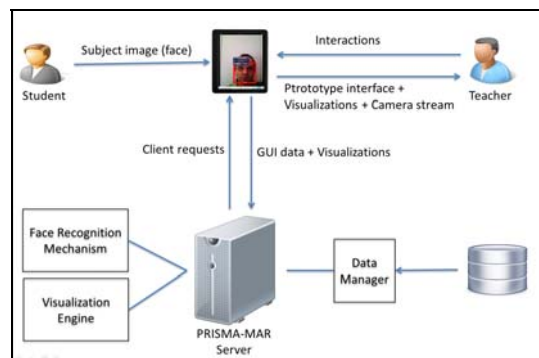 Subject image (face)
Interactions
Student
Ptrototype interface +
Visualizations + Camera stream
Teacher
Client requests
GUI data + Visualizations
Face Recognition
Mechanism
Visualization
Engine
Data
Manager
PRISMA-MAR
Server